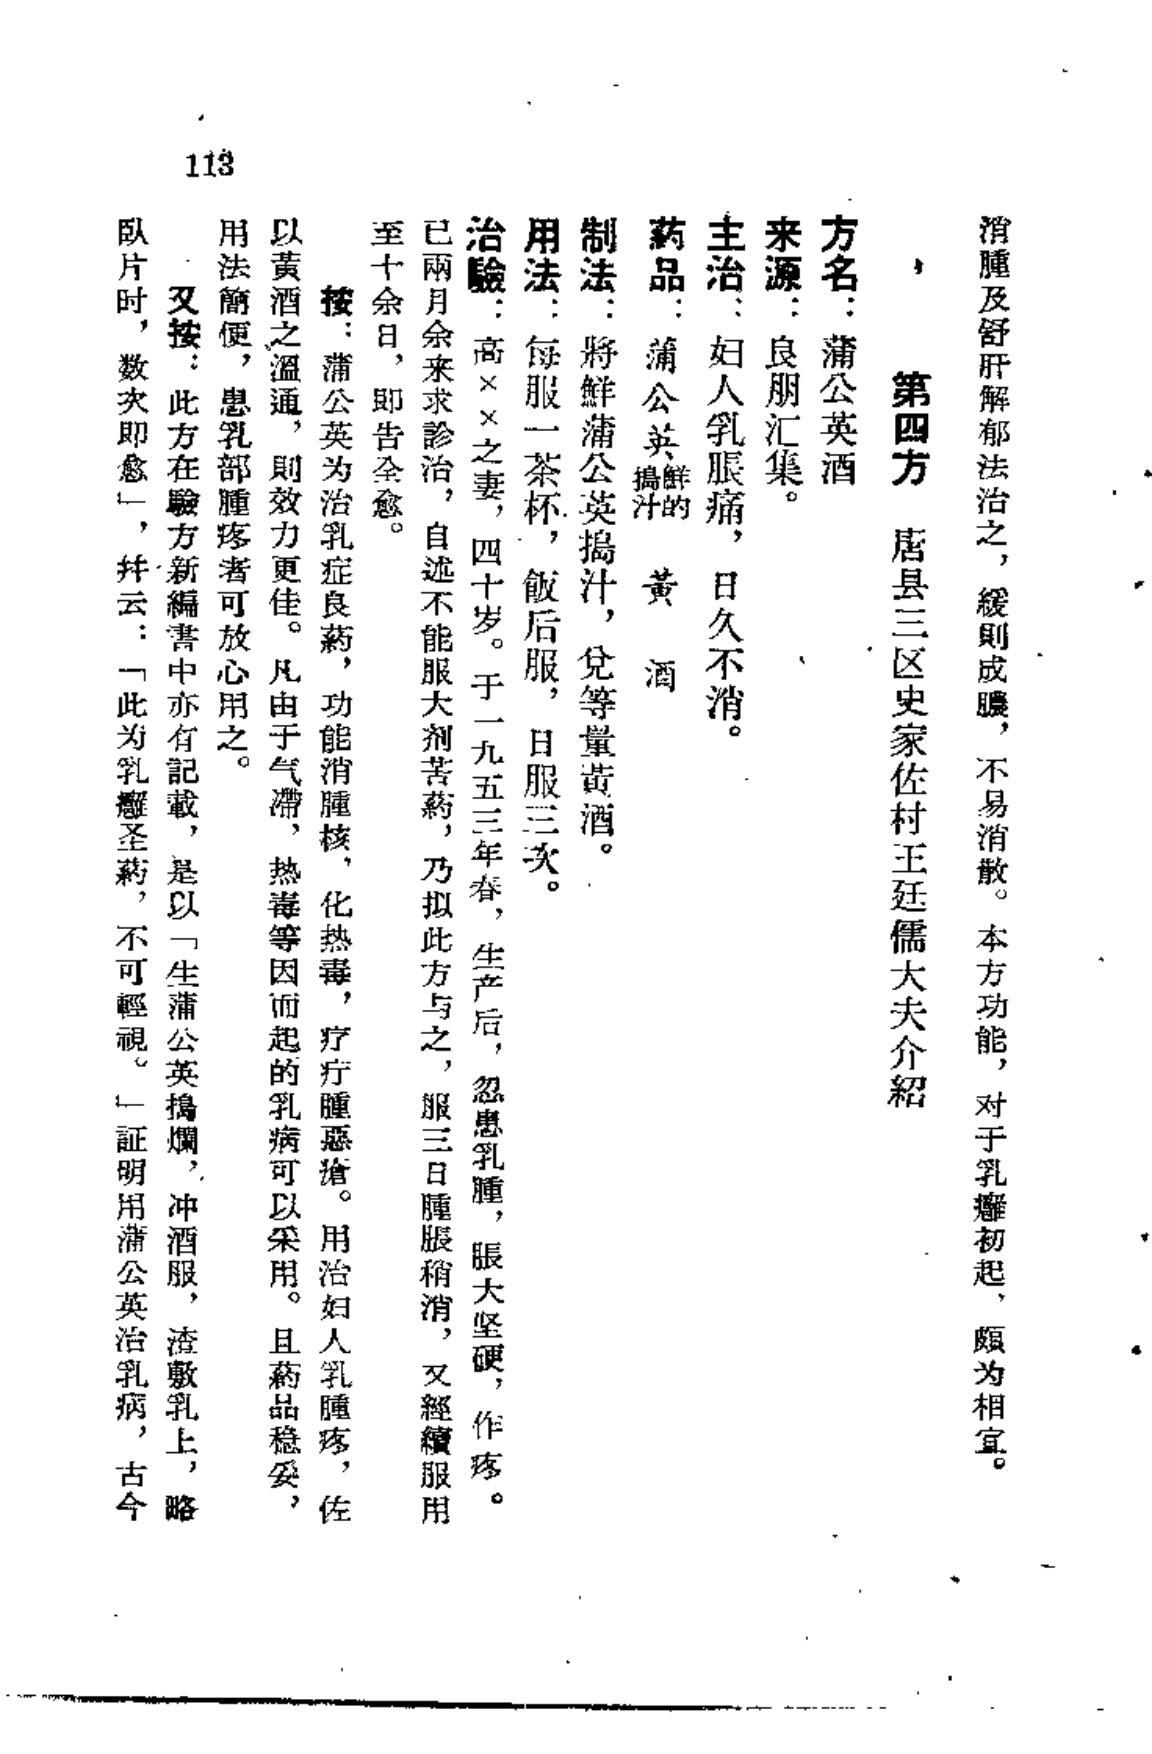 消腫及舒肝解郁法治之，緩則成膿，不易消散。本方功能，对于乳癰初起、頗为相宜。
第四方　唐县三区史家佐村王廷儒大夫介紹
方名：蒲公英酒
来源：良朋汇集。
主治：妇人乳脹痛，日久不消。
葯品：蒲公英鮮的搗汁　黃　酒
制法：將鮮蒲公英搗汁，兌等量黃酒。
用法：每服一茶杯，飯后服，日服三次。
治驗：高××之妻，四十岁。于一九五三年春，生产后，忽患乳腫，脹大坚硬，作疼。
已兩月余来求診治，自述不能服大剂苦葯，乃拟此方与之，服三日腫脹稍消，又經續服用
至十余日，即告全愈。
按：蒲公英为治乳症良葯，功能消腫核，化热毒，疗疔腫惡瘡。用治妇人乳腫疼，佐
以黃酒之溫通，則效力更佳。凡由于气滯，热毒等因而起的乳病可以采用。且葯品稳妥，
用法簡便，患乳部腫疼者可放心用之。
又按：此方在驗方新編書中亦有記載，是以「生蒲公英搗爛，冲酒服，渣敷乳上，略
臥片时，数次即愈」，幷云：「此为乳癰圣葯，不可輕視。」証明用蒲公英治乳病，古今
113